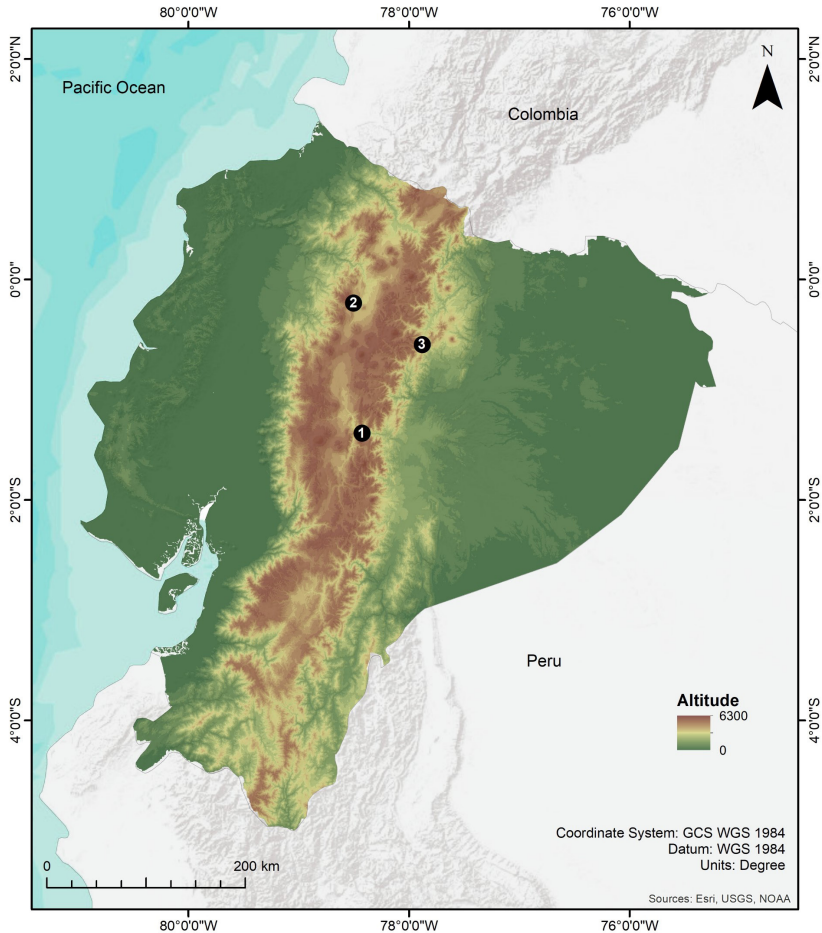 80°0'0"W 78°0'0"W 76°0'0"W
2°0'0"N
Pacific Ocean
N
Colombia
2°0'0"N
0°0'0"
2
3
1
0°0'0"
2°0'0"S
2°0'0"S
Peru
Altitude
6300
0
4°0'0"S
4°0'0"S
Coordinate System: GCS WGS 1984
Datum: WGS 1984
Units: Degree
0 200 km
Sources: Esri, USGS, NOAA
80°0'0"W 78°0'0"W 76°0'0"W